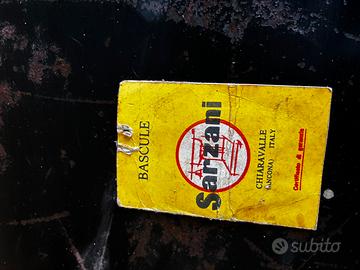 BASCULE
Sarzani
CHIARAVALLE
(ANCONA) ITALY
Certificato di garanzia
subito